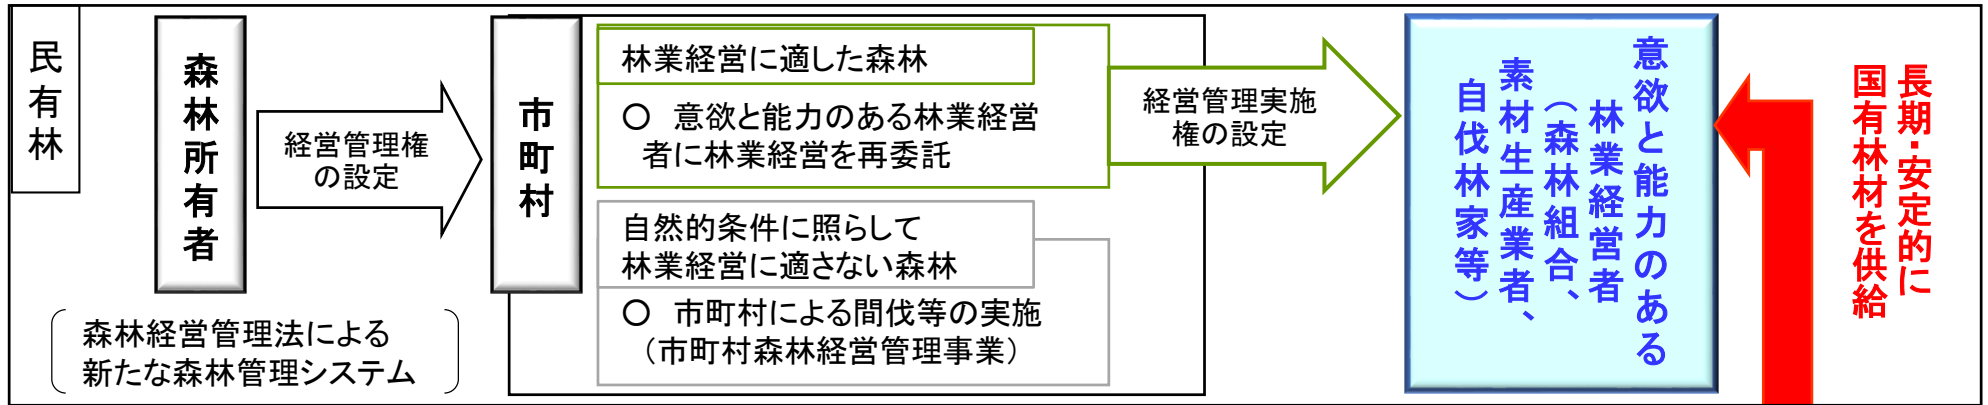 民有林
森林所有者
経営管理権
の設定
森林経営管理法による
新たな森林管理システム
市町村
林業経営に適した森林
〇 意欲と能力のある林業経営
者に林業経営を再委託
自然的条件に照らして
林業経営に適さない森林
〇 市町村による間伐等の実施
（市町村森林経営管理事業）
経営管理実施
権の設定
意欲と能力のある
林業経営者
（森林組合、
素材生産業者、
自伐林家等）
長期・安定的に
国有林材を供給